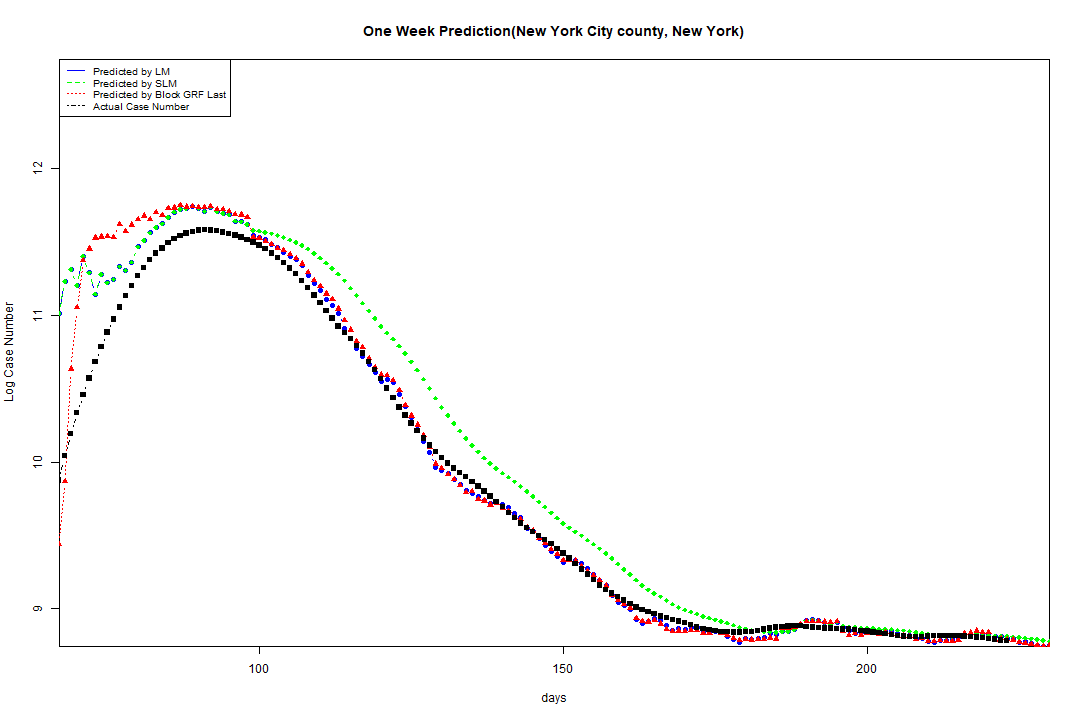 One Week Prediction(New York City county, New York)
Predicted by LM
Predicted by SLM
Predicted by Block GRF Last
Actual Case Number
Log Case Number
12
11
10
9
100
150
200
days